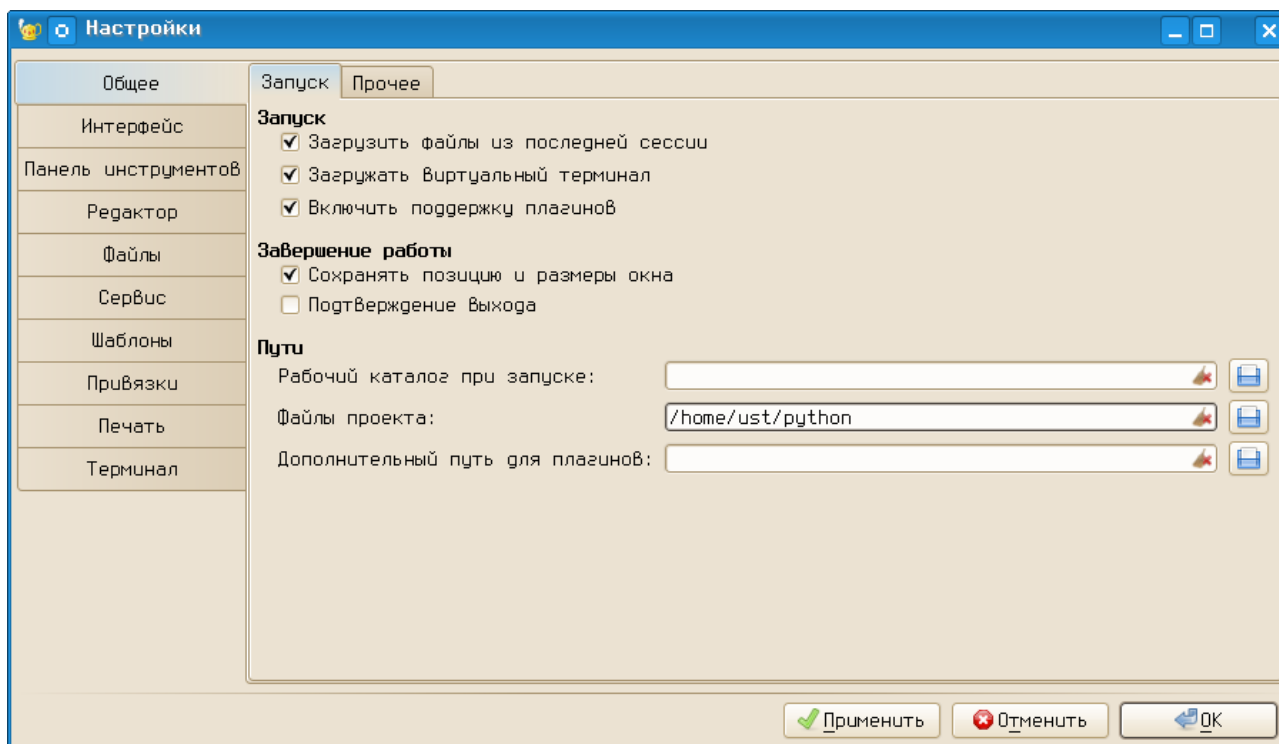 Настройки
Общее
Интерфейс
Панель инструментов
Редактор
Файлы
Сервис
Шаблоны
Привязки
Печать
Терминал
Запуск Прочее
Запуск
Загрузить файлы из последней сессии
Загружать виртуальный терминал
Включить поддержку плагинов
Завершение работы
Сохранять позицию и размеры окна
Подтверждение выхода
Пути
Рабочий каталог при запуске:
Файлы проекта: /home/ust/python
Дополнительный путь для плагинов:
Применить Отменить OK